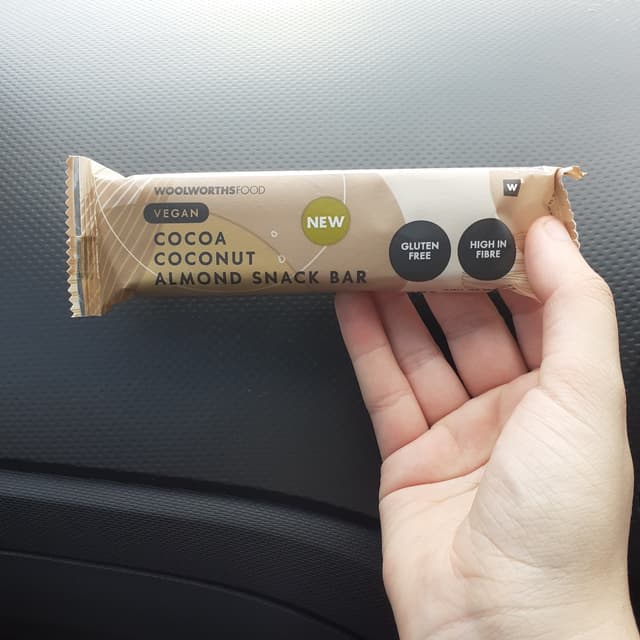 WOOLWORTHSFOOD
VEGAN
COCOA
COCONUT
ALMOND SNACK BAR
NEW
GLUTEN
FREE
HIGH IN
FIBRE
W